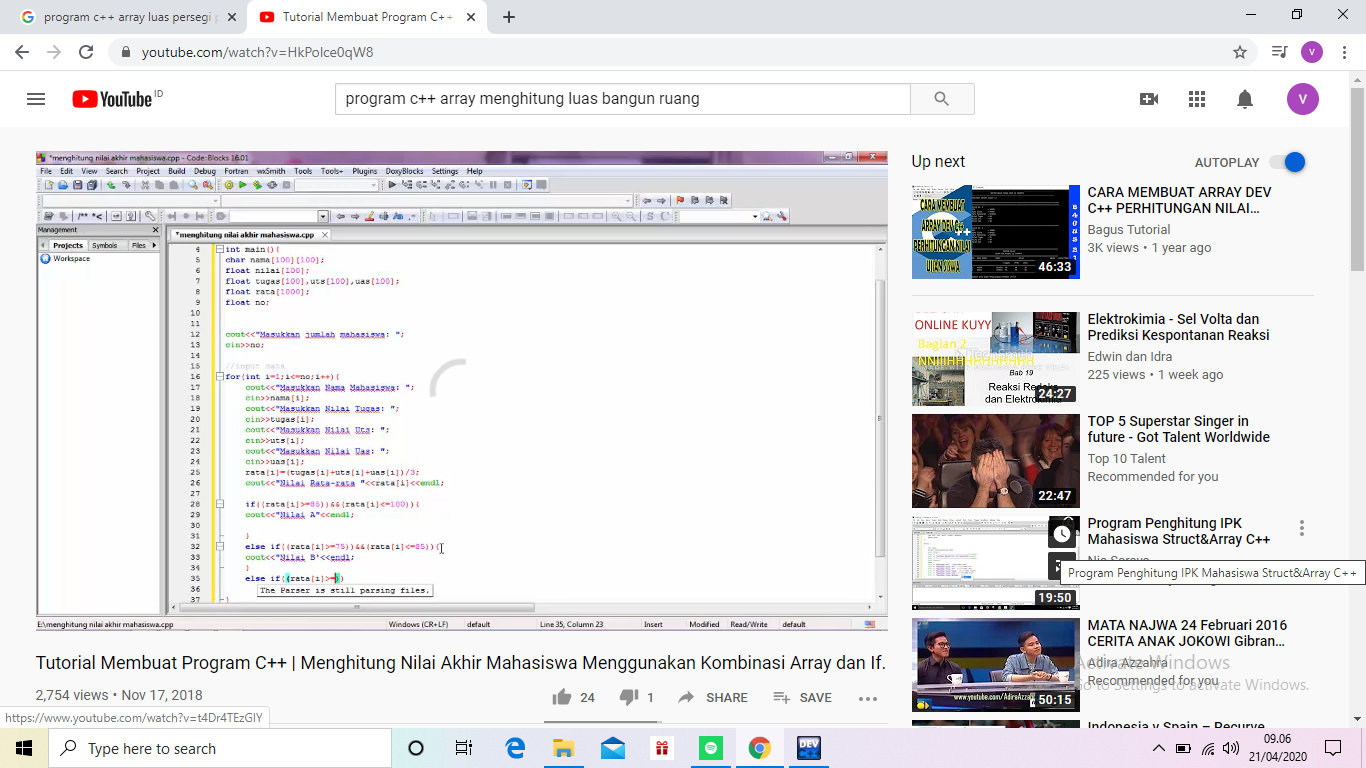 program c++ array luas persegi p
Tutorial Membuat Program C++
youtube.com/watch?v=HkPolce0qW8
V
YouTube ID
program c++ array menghitung luas bangun ruang
V
*menghitung nilai akhir mahasiswa.cpp - Code::Blocks 16.01
File Edit View Search Project Build Debug Fortran wxSmith Tools Tools+ Plugins DoxyBlocks Settings Help
Management
Projects Symbols Files
Workspace
*menghitung nilai akhir mahasiswa.cpp
4 int main(){
5 char nama[100][100];
6 float nilai[100];
7 float tugas[100],uts[100],uas[100];
8 float rata[1000];
9 float no;
10
11
12 cout<<"Masukkan jumlah mahasiswa: ";
13 cin>>no;
14
15 //input data
16 for(int i=1;i<=no;i++){
17 cout<<"Masukkan Nama Mahasiswa: ";
18 cin>>nama[i];
19 cout<<"Masukkan Nilai Tugas: ";
20 cin>>tugas[i];
21 cout<<"Masukkan Nilai Uts: ";
22 cin>>uts[i];
23 cout<<"Masukkan Nilai Uas: ";
24 cin>>uas[i];
25 rata[i]=(tugas[i]+uts[i]+uas[i])/3;
26 cout<<"Nilai Rata-rata "<<rata[i]<<endl;
27
28 if((rata[i]>=85))&&(rata[i]<=100)){
29 cout<<"Nilai A"<<endl;
30
31 }
32 else if((rata[i]>=75))&&(rata[i]<=85)){
33 cout<<"Nilai B'<<endl;
34 }
35 else if((rata[i]>=))
36 The Parser is still parsing files.
37 }
E:\menghitung nilai akhir mahasiswa.cpp Windows (CR+LF) default Line 35, Column 23 Insert Modified Read/Write default
Tutorial Membuat Program C++ | Menghitung Nilai Akhir Mahasiswa Menggunakan Kombinasi Array dan If.
2,754 views • Nov 17, 2018
24
1
SHARE
SAVE
https://www.youtube.com/watch?v=t4Dr4TEzGlY
Up next
AUTOPLAY
CARA MEMBUAT
ARRAY DEV C++
PERHITUNGAN NILAI
UJIAN SISWA
46:33
CARA MEMBUAT ARRAY DEV
C++ PERHITUNGAN NILAI...
Bagus Tutorial
3K views • 1 year ago
ONLINE KUYY
Bagian 2
Bab 19
Reaksi Redoks
dan Elektrokimia
24:27
Elektrokimia - Sel Volta dan
Prediksi Kespontanan Reaksi
Edwin dan Idra
225 views • 1 week ago
22:47
TOP 5 Superstar Singer in
future - Got Talent Worldwide
Top 10 Talent
Recommended for you
19:50
Program Penghitung IPK
Mahasiswa Struct&Array C++
Program Penghitung IPK Mahasiswa Struct&Array C++
50:15
MATA NAJWA 24 Februari 2016
CERITA ANAK JOKOWI Gibran...
Adira Azzahra
Recommended for you
Activate Windows
Go to Settings to activate Windows.
Indonesia v Spain – Recurve
Type here to search
DEV
09.06
21/04/2020